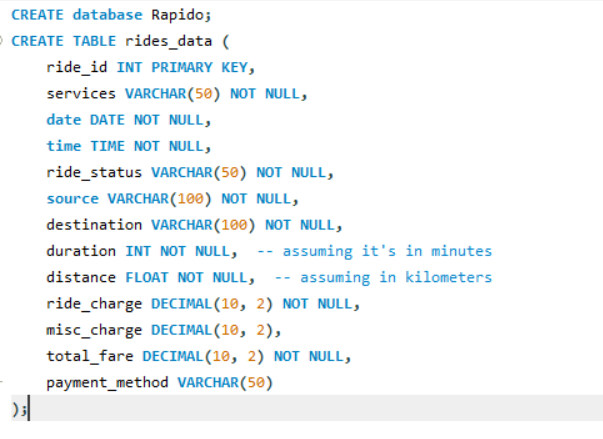 CREATE database Rapido;
CREATE TABLE rides_data (
    ride_id INT PRIMARY KEY,
    services VARCHAR(50) NOT NULL,
    date DATE NOT NULL,
    time TIME NOT NULL,
    ride_status VARCHAR(50) NOT NULL,
    source VARCHAR(100) NOT NULL,
    destination VARCHAR(100) NOT NULL,
    duration INT NOT NULL,  -- assuming it's in minutes
    distance FLOAT NOT NULL,  -- assuming in kilometers
    ride_charge DECIMAL(10, 2) NOT NULL,
    misc_charge DECIMAL(10, 2),
    total_fare DECIMAL(10, 2) NOT NULL,
    payment_method VARCHAR(50)
);